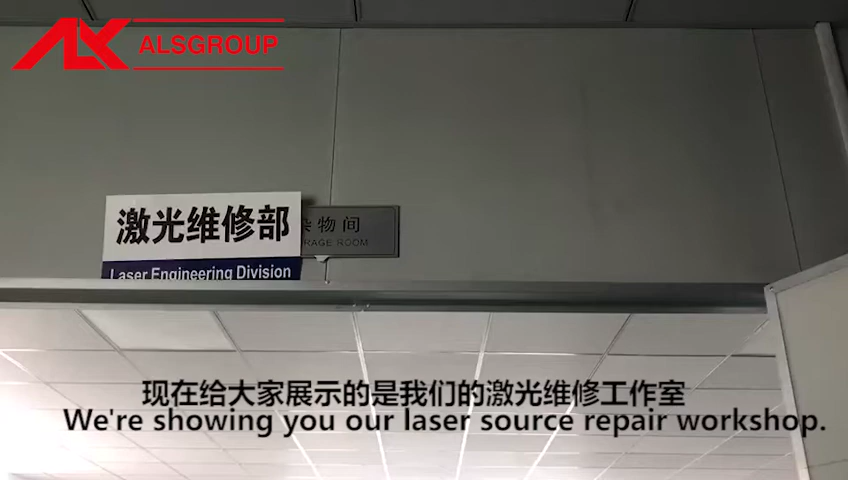 ALSGROUP
激光维修部
Laser Engineering Division
杂物间
RAGE ROOM
现在给大家展示的是我们的激光维修工作室
We're showing you our laser source repair workshop.